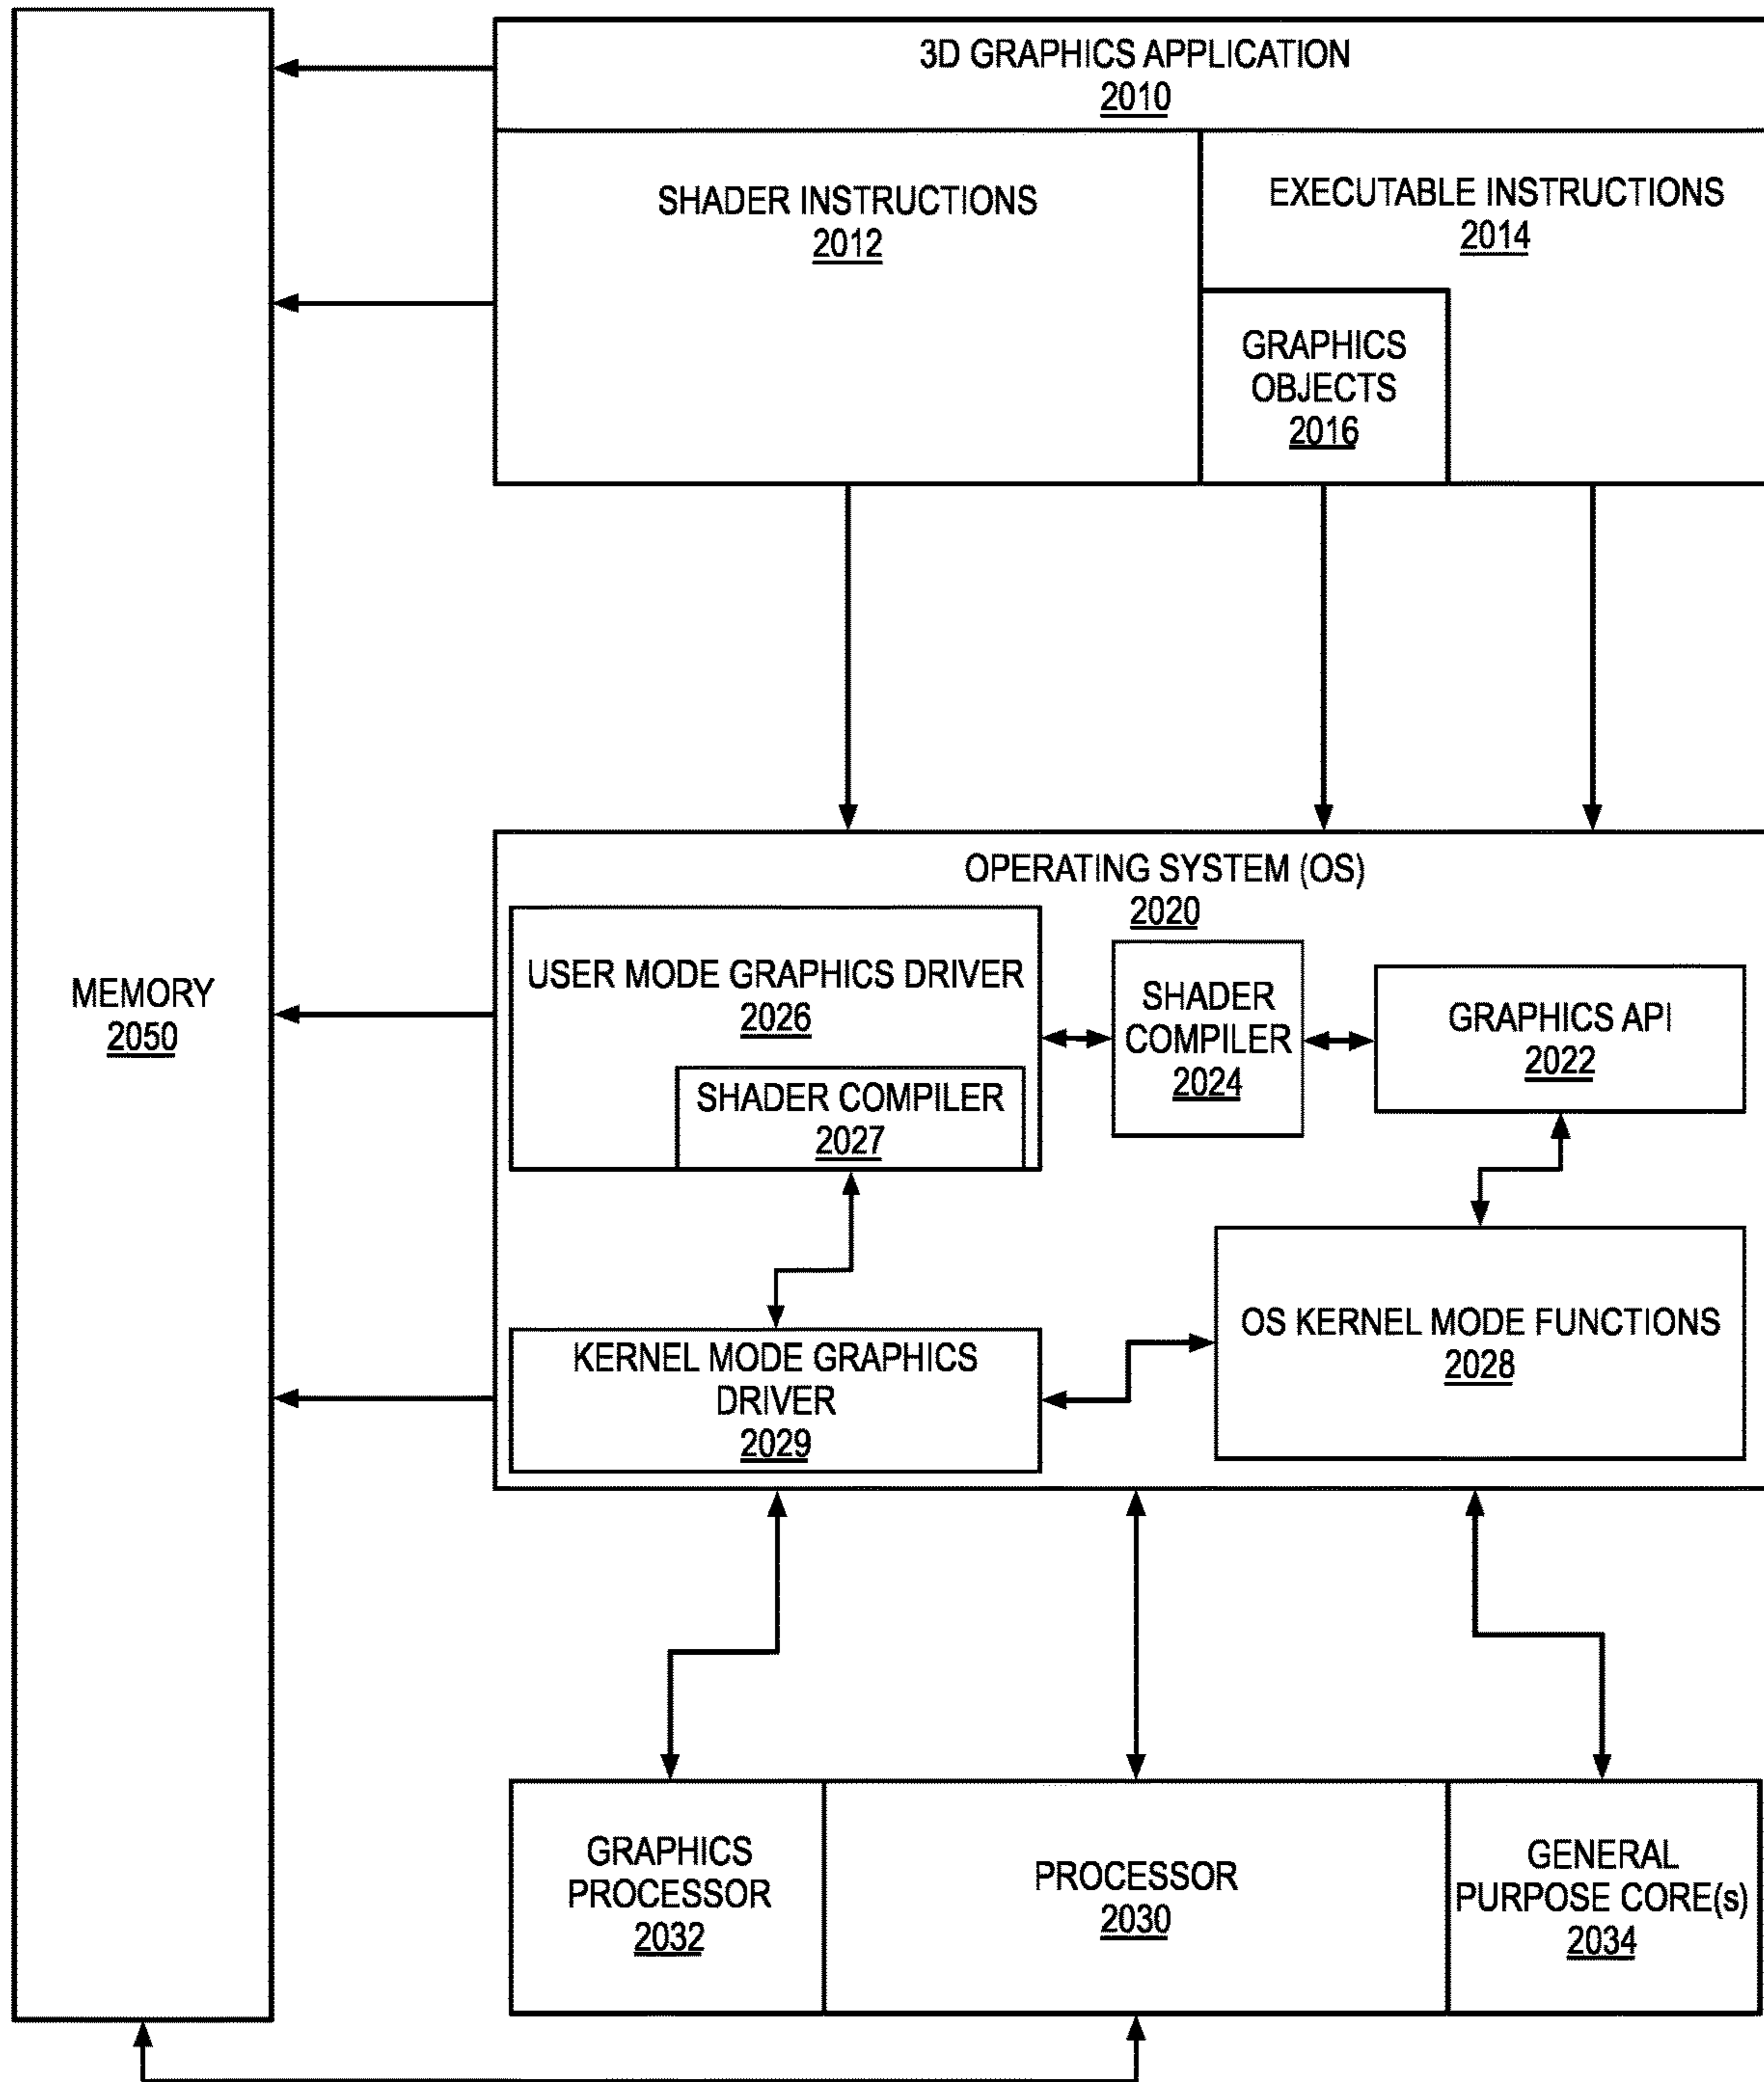 3D GRAPHICS APPLICATION
2010
SHADER INSTRUCTIONS
2012
EXECUTABLE INSTRUCTIONS
2014
GRAPHICS
OBJECTS
2016
MEMORY
2050
OPERATING SYSTEM (OS)
2020
USER MODE GRAPHICS DRIVER
2026
SHADER COMPILER
2027
SHADER
COMPILER
2024
GRAPHICS API
2022
KERNEL MODE GRAPHICS
DRIVER
2029
OS KERNEL MODE FUNCTIONS
2028
GRAPHICS
PROCESSOR
2032
PROCESSOR
2030
GENERAL
PURPOSE CORE(s)
2034